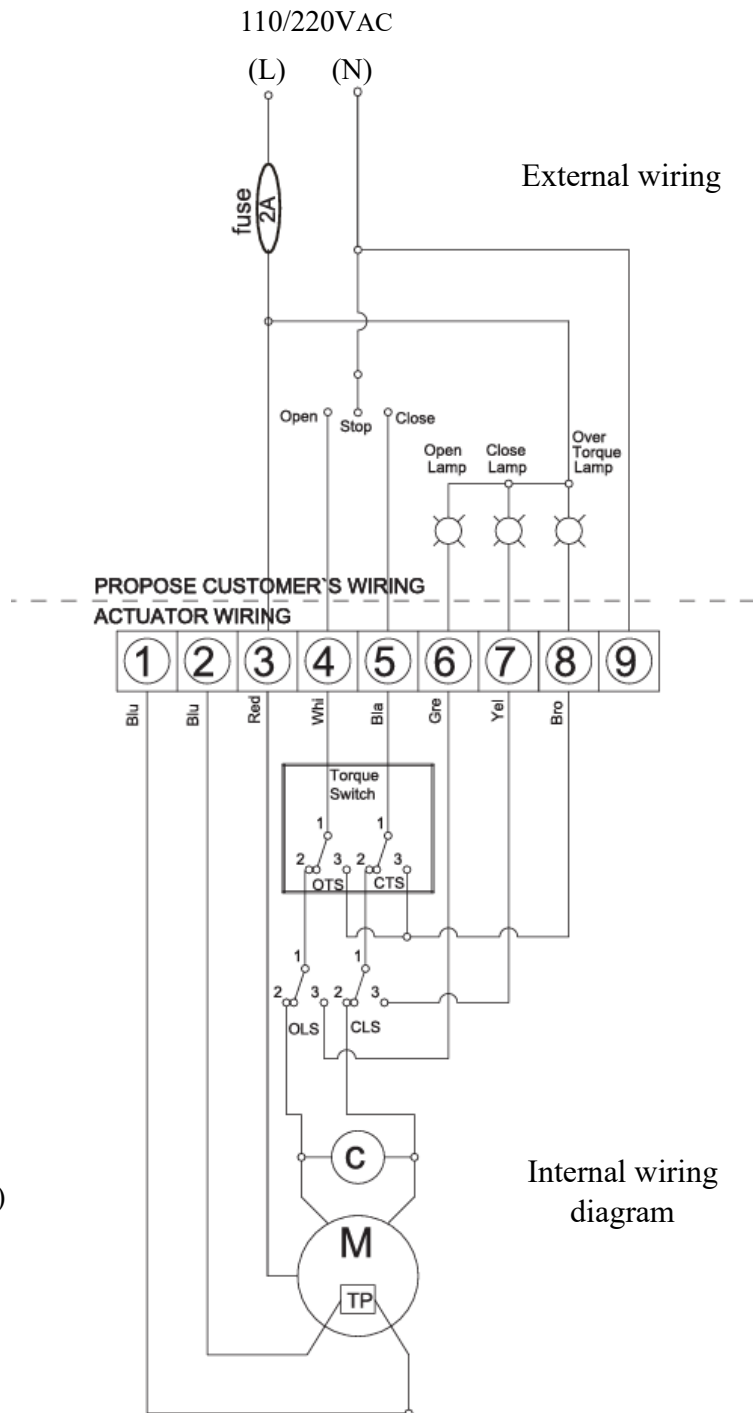 110/220VAC
(L) (N)
External wiring
fuse
2A
Open Stop Close
Open Lamp
Close Lamp
Over Torque Lamp
PROPOSE CUSTOMER`S WIRING
ACTUATOR WIRING
1 2 3 4 5 6 7 8 9
Blu Blu Red Whi Bla Gre Yel Bro
Torque
Switch
1 1
2 3 2 3
OTS CTS
1 1
2 3 2 3
OLS CLS
C
)
Internal wiring
diagram
M
TP